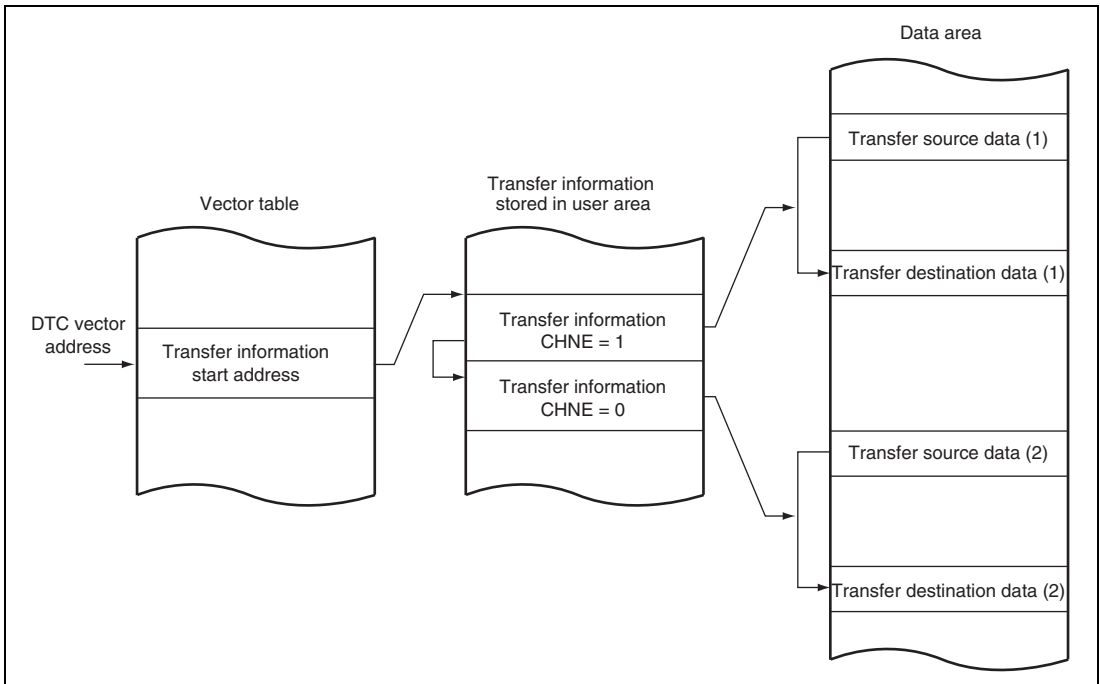 Data area
Transfer source data (1)
Transfer information
stored in user area
Vector table
Transfer destination data (1)
DTC vector
address
Transfer information
CHNE = 1
Transfer information
start address
Transfer information
CHNE = 0
Transfer source data (2)
Transfer destination data (2)